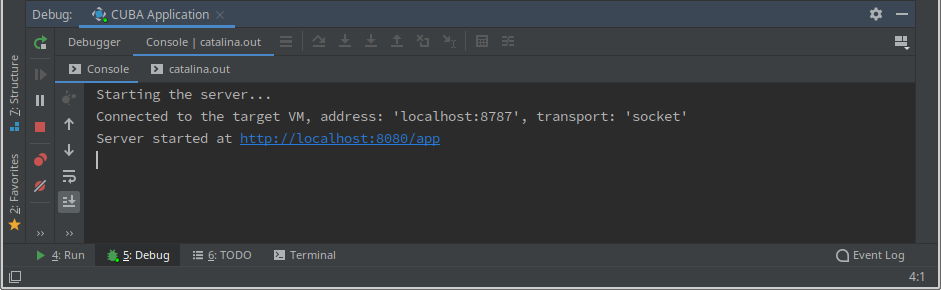 Debug: CUBA Application
Debugger Console | catalina.out
Console catalina.out
Starting the server...
Connected to the target VM, address: 'localhost:8787', transport: 'socket'
Server started at http://localhost:8080/app
7: Structure
2: Favorites
4: Run 5: Debug 6: TODO Terminal Event Log
4:1